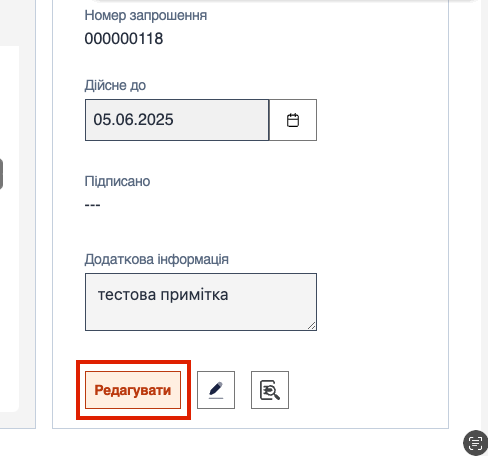 Номер запрошення
000000118
Дійсне до
05.06.2025
Підписано
---
Додаткова інформація
тестова примітка
Редагувати